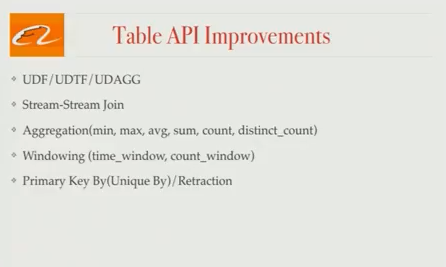 Table API Improvements
UDF/UDTF/UDAGG
Stream-Stream Join
Aggregation(min, max, avg, sum, count, distinct_count)
Windowing (time_window, count_window)
Primary Key By(Unique By)/Retraction